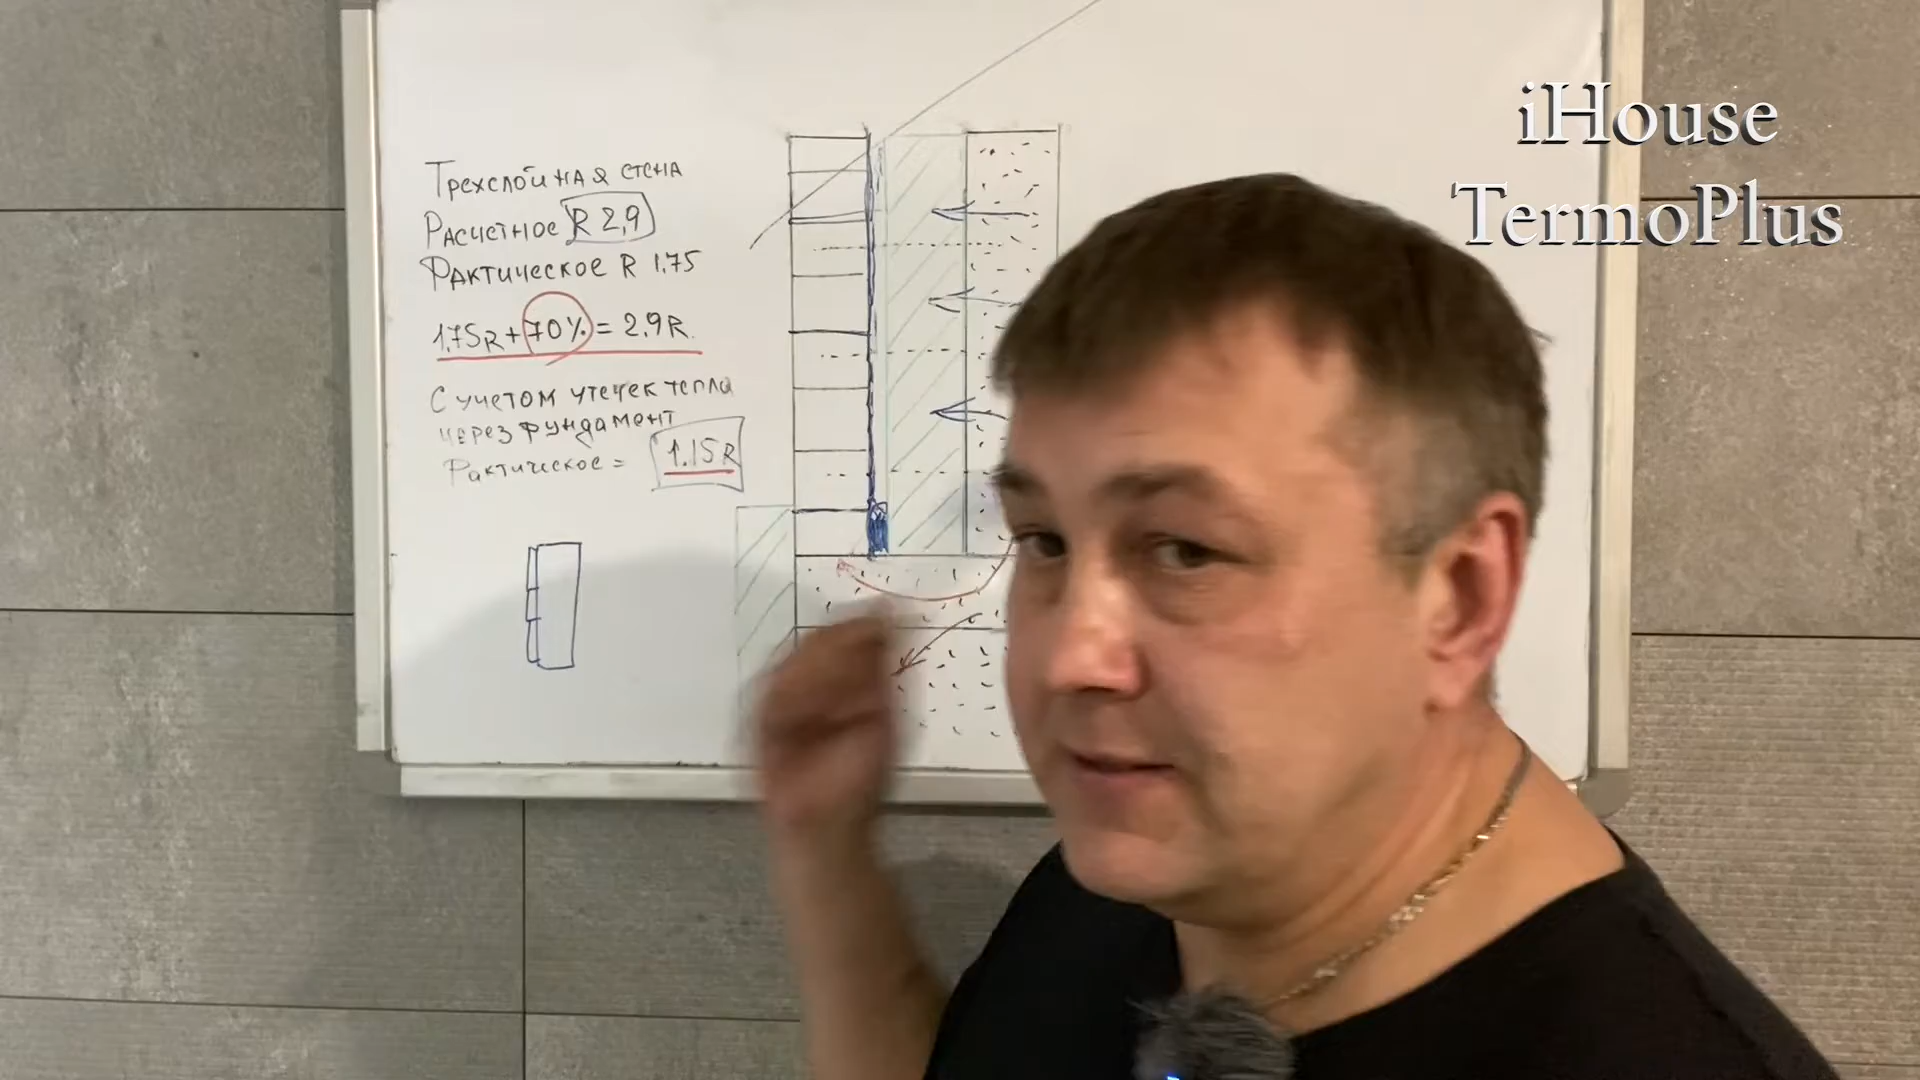 Трехслойная стена
Расчетное R 2,9
Фактическое R 1.75
1.75R + 70% = 2.9R
С учетом утечек тепла
через фундамент
Фактическое = 1.15R
iHouse
TermoPlus